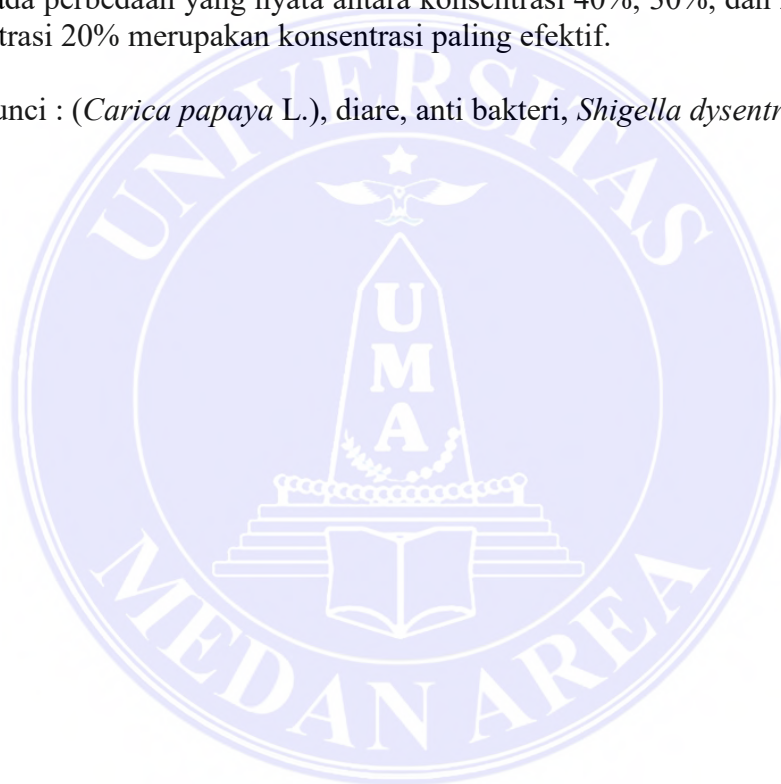 ada perbedaan yang nyata antara konsentrasi 40%, 30%, dan
trasi 20% merupakan konsentrasi paling efektif.
unci : (Carica papaya L.), diare, anti bakteri, Shigella dysentr
UNIVERSITAS
UMA
MEDAN AREA